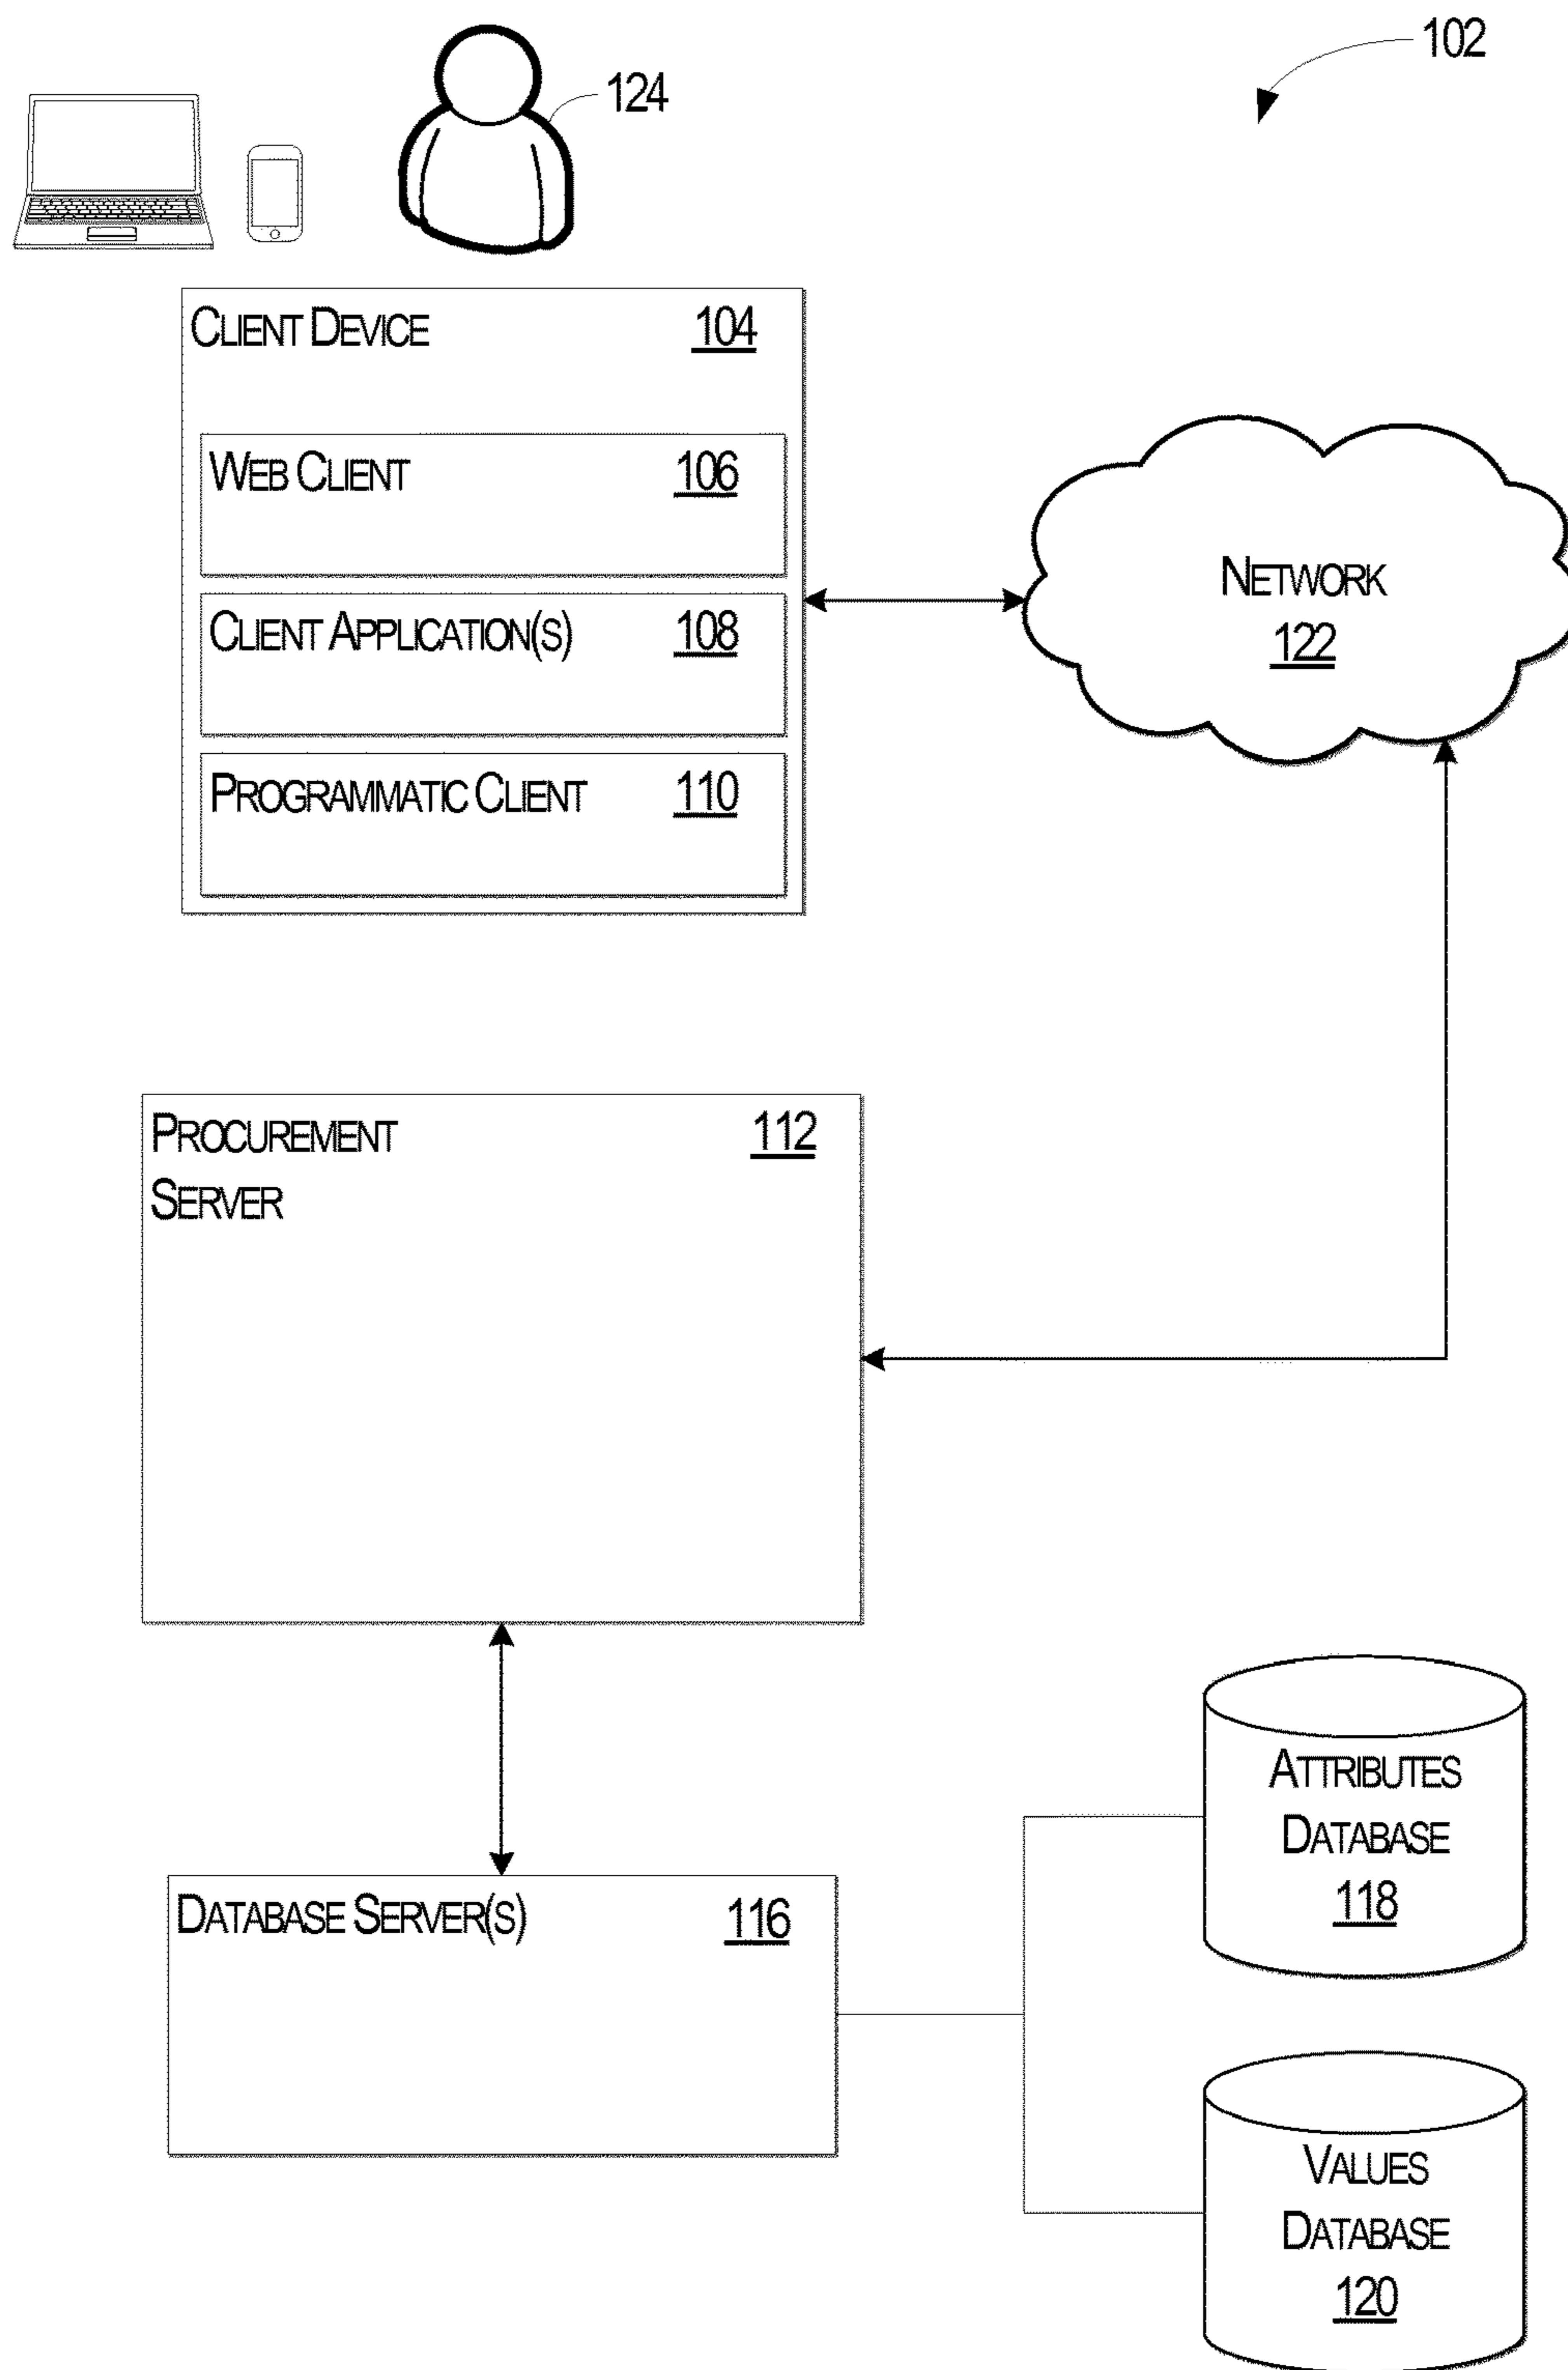 102
124
CLIENT DEVICE 104
WEB CLIENT 106
CLIENT APPLICATION(S) 108
PROGRAMMATIC CLIENT 110
NETWORK
122
PROCUREMENT 112
SERVER
DATABASE SERVER(S) 116
ATTRIBUTES
DATABASE
118
VALUES
DATABASE
120